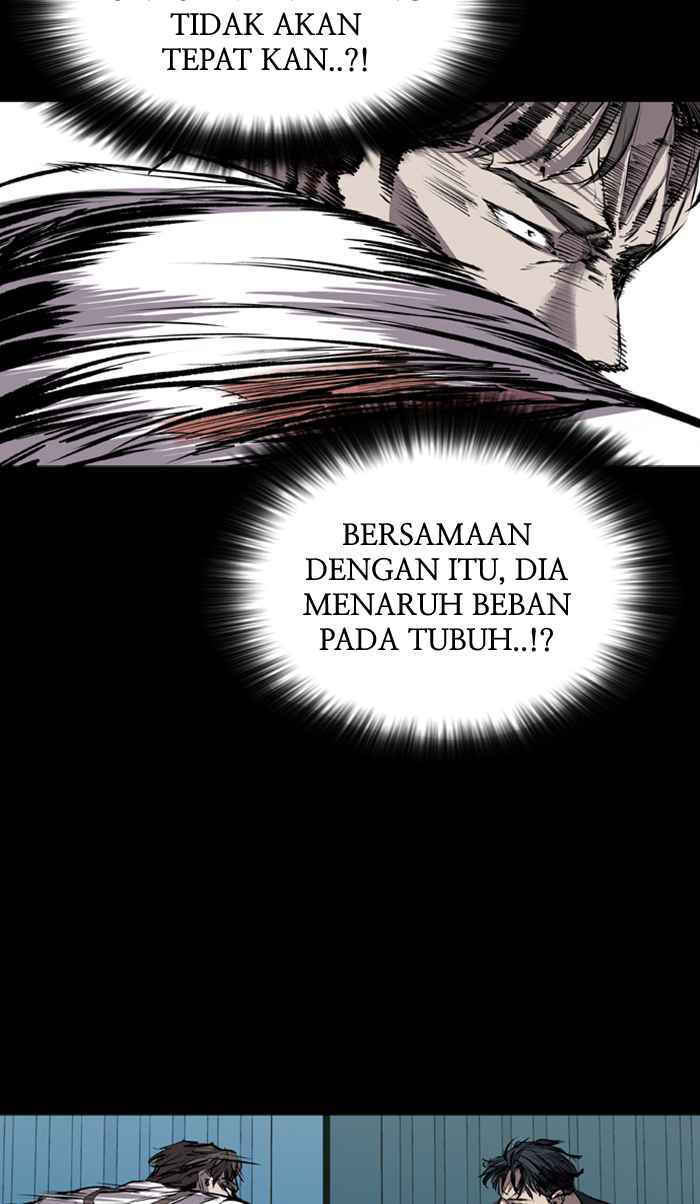 TIDAK AKAN
TEPAT KAN..?!
BERSAMAAN
DENGAN ITU, DIA
MENARUH BEBAN
PADA TUBUH..!?